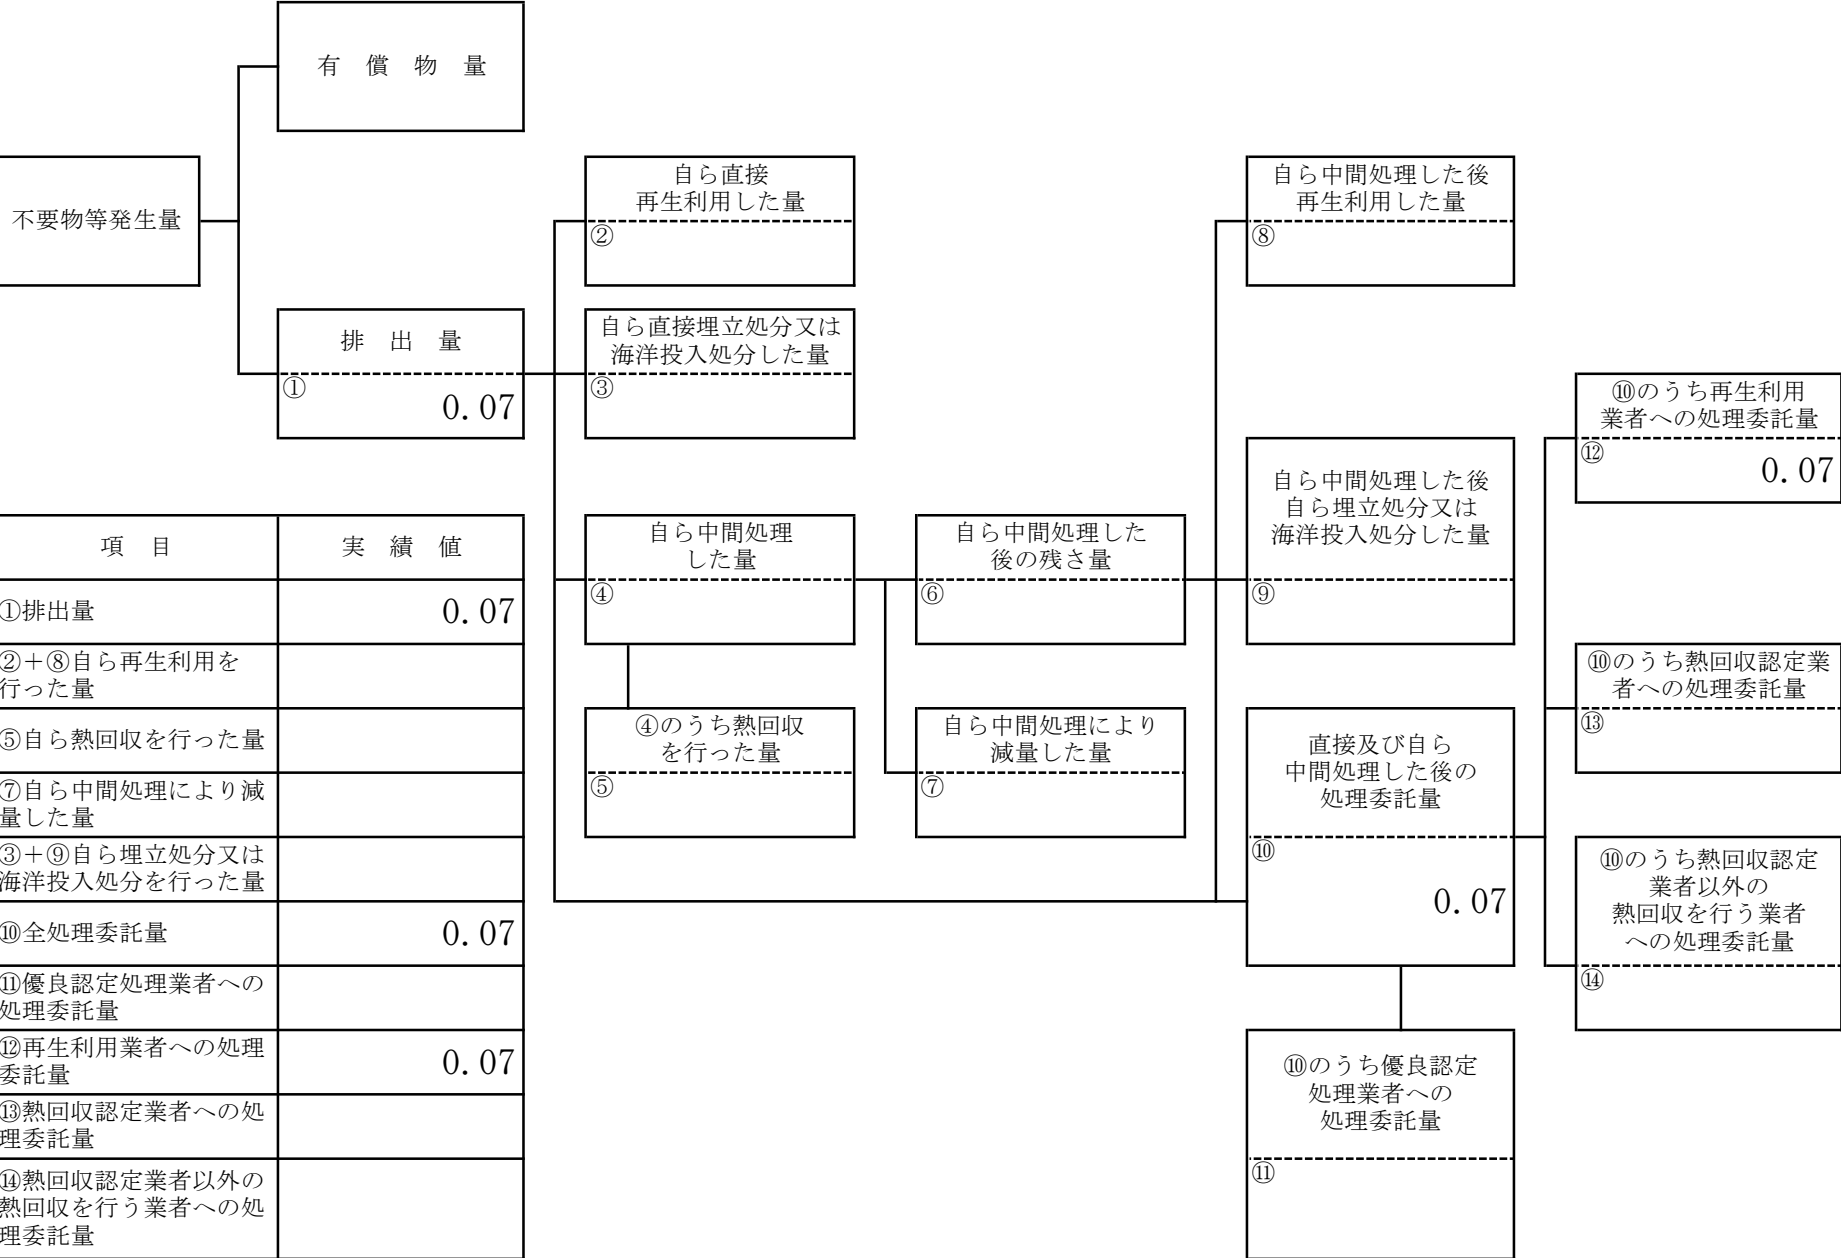 有　償　物　量
不要物等発生量
排　出　量
①
0.07
自ら直接
再生利用した量
②
自ら直接埋立処分又は
海洋投入処分した量
③
自ら中間処理
した量
④
④のうち熱回収
を行った量
⑤
自ら中間処理した
後の残さ量
⑥
自ら中間処理により
減量した量
⑦
自ら中間処理した後
再生利用した量
⑧
自ら中間処理した後
自ら埋立処分又は
海洋投入処分した量
⑨
直接及び自ら
中間処理した後の
処理委託量
⑩
0.07
⑩のうち優良認定
処理業者への
処理委託量
⑪
⑩のうち再生利用
業者への処理委託量
⑫
0.07
⑩のうち熱回収認定業
者への処理委託量
⑬
⑩のうち熱回収認定
業者以外の
熱回収を行う業者
への処理委託量
⑭
項　目　実　績　値
①排出量　0.07
②＋⑧自ら再生利用を
行った量
⑤自ら熱回収を行った量
⑦自ら中間処理により減
量した量
③＋⑨自ら埋立処分又は
海洋投入処分を行った量
⑩全処理委託量　0.07
⑪優良認定処理業者への
処理委託量
⑫再生利用業者への処理
委託量　0.07
⑬熱回収認定業者への処
理委託量
⑭熱回収認定業者以外の
熱回収を行う業者への処
理委託量